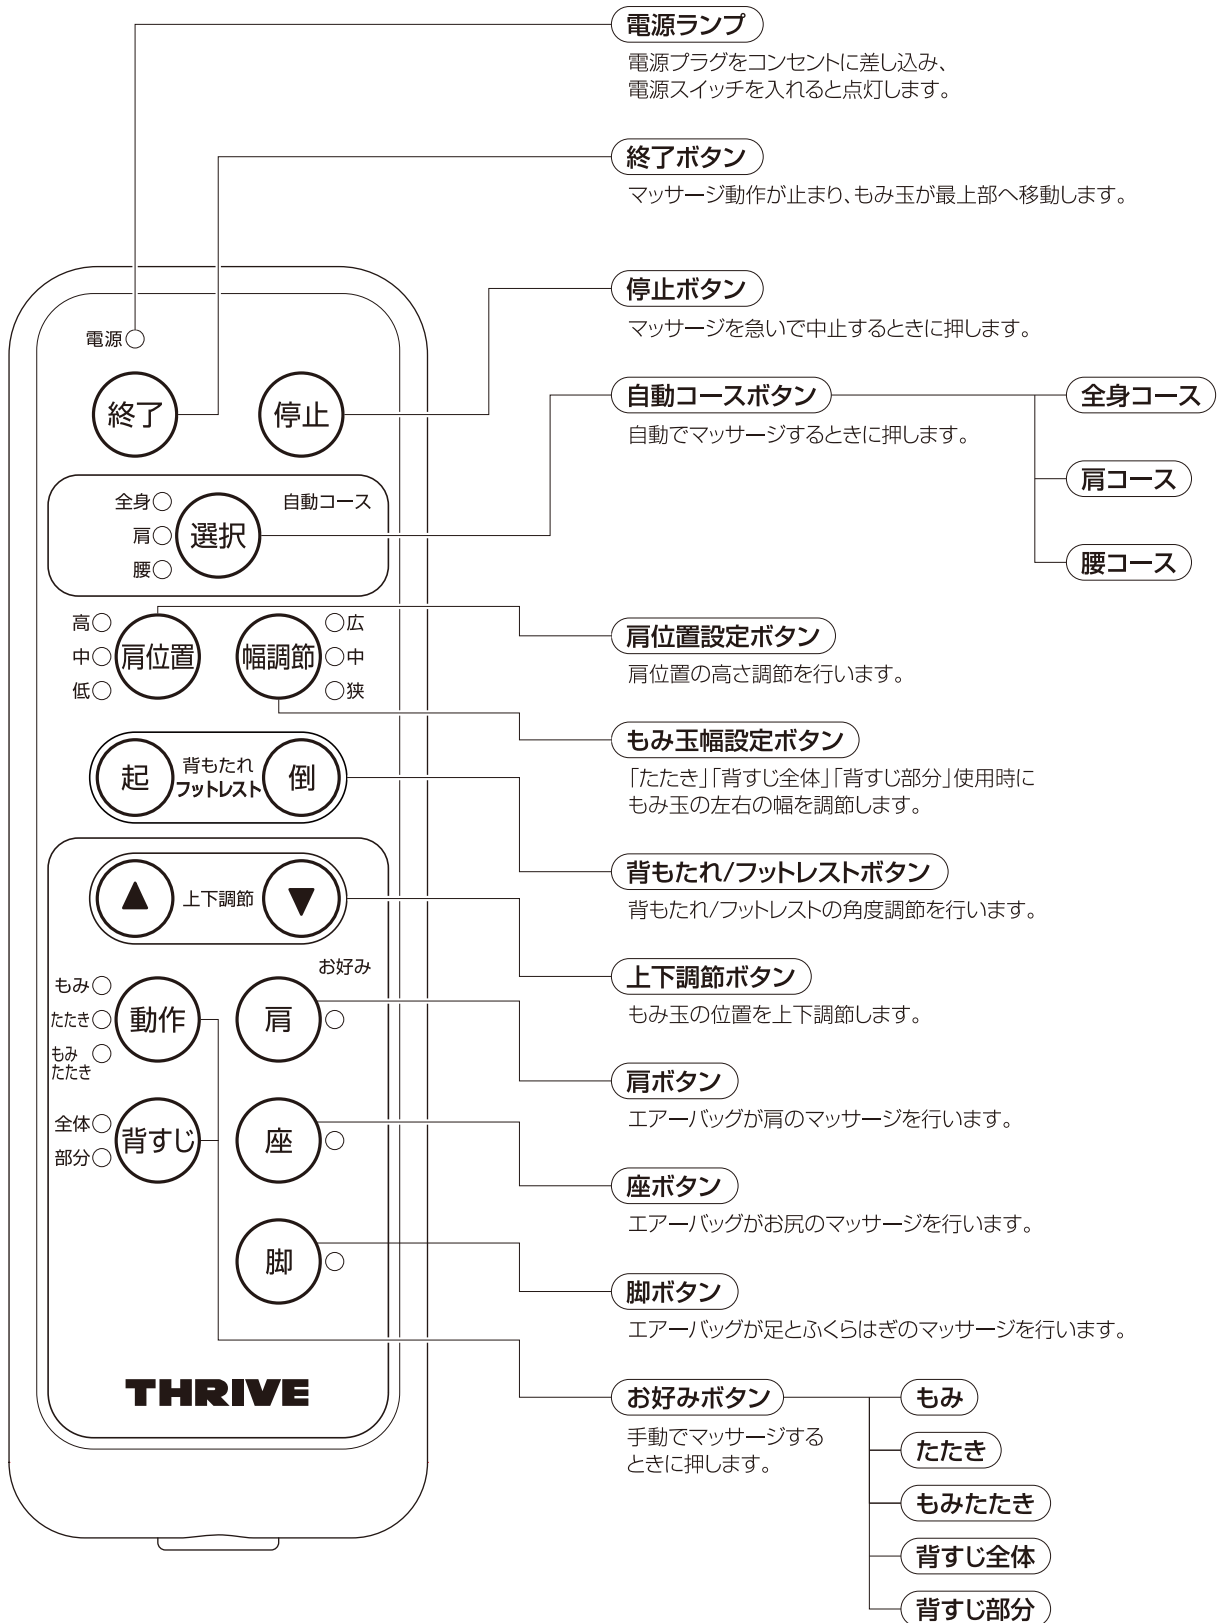 電源ランプ
電源プラグをコンセントに差し込み、
電源スイッチを入れると点灯します。
終了ボタン
マッサージ動作が止まり、もみ玉が最上部へ移動します。
停止ボタン
マッサージを急いで中止するときに押します。
自動コースボタン
自動でマッサージするときに押します。
全身コース
肩コース
腰コース
肩位置設定ボタン
肩位置の高さ調節を行います。
もみ玉幅設定ボタン
「たたき」「背すじ全体」「背すじ部分」使用時に
もみ玉の左右の幅を調節します。
背もたれ/フットレストボタン
背もたれ/フットレストの角度調節を行います。
上下調節ボタン
もみ玉の位置を上下調節します。
肩ボタン
エアーバッグが肩のマッサージを行います。
座ボタン
エアーバッグがお尻のマッサージを行います。
脚ボタン
エアーバッグが足とふくらはぎのマッサージを行います。
お好みボタン
手動でマッサージする
ときに押します。
もみ
たたき
もみたたき
背すじ全体
背すじ部分
電源
終了
停止
全身
肩
腰
選択
自動コース
高
中
低
肩位置
幅調節
広
中
狭
起
背もたれ
フットレスト
倒
▲
上下調節
▼
お好み
もみ
たたき
もみ
たたき
動作
肩
全体
部分
背すじ
座
脚
THRIVE